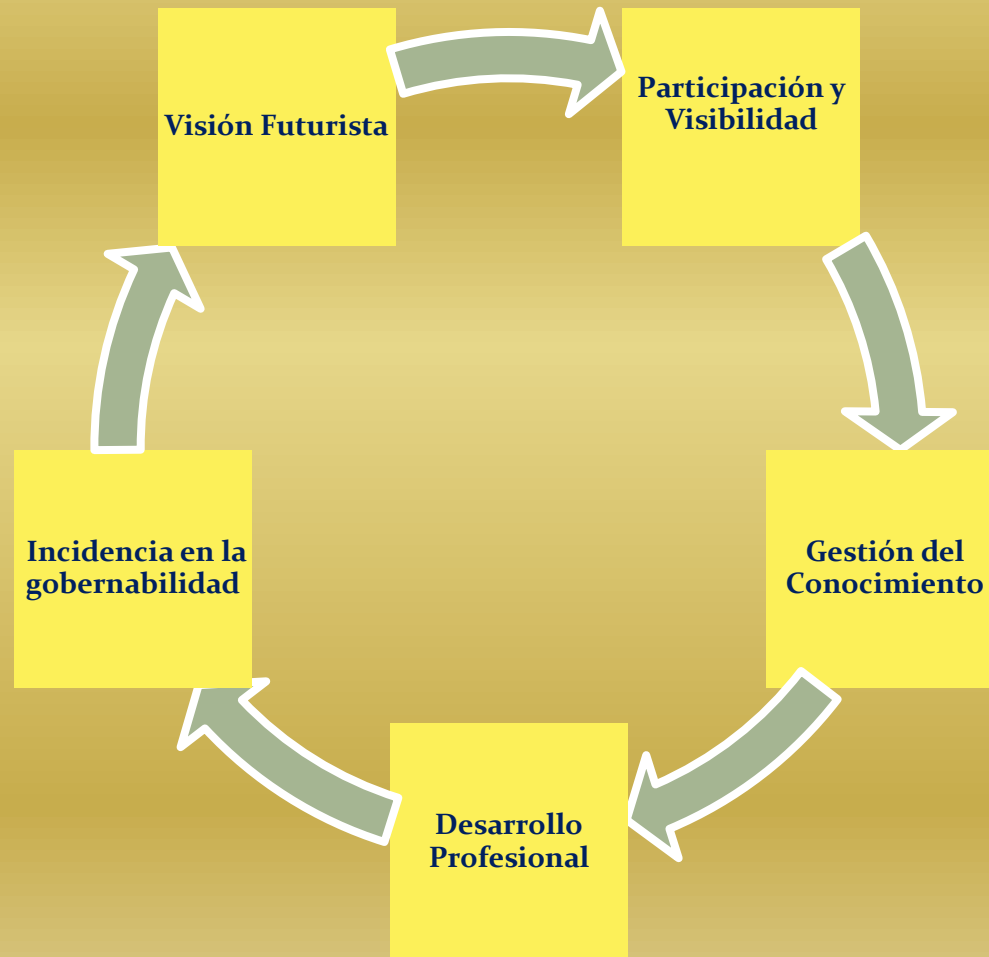 Visión Futurista
Participación y
Visibilidad
Gestión del
Conocimiento
Desarrollo
Profesional
Incidencia en la
gobernabilidad